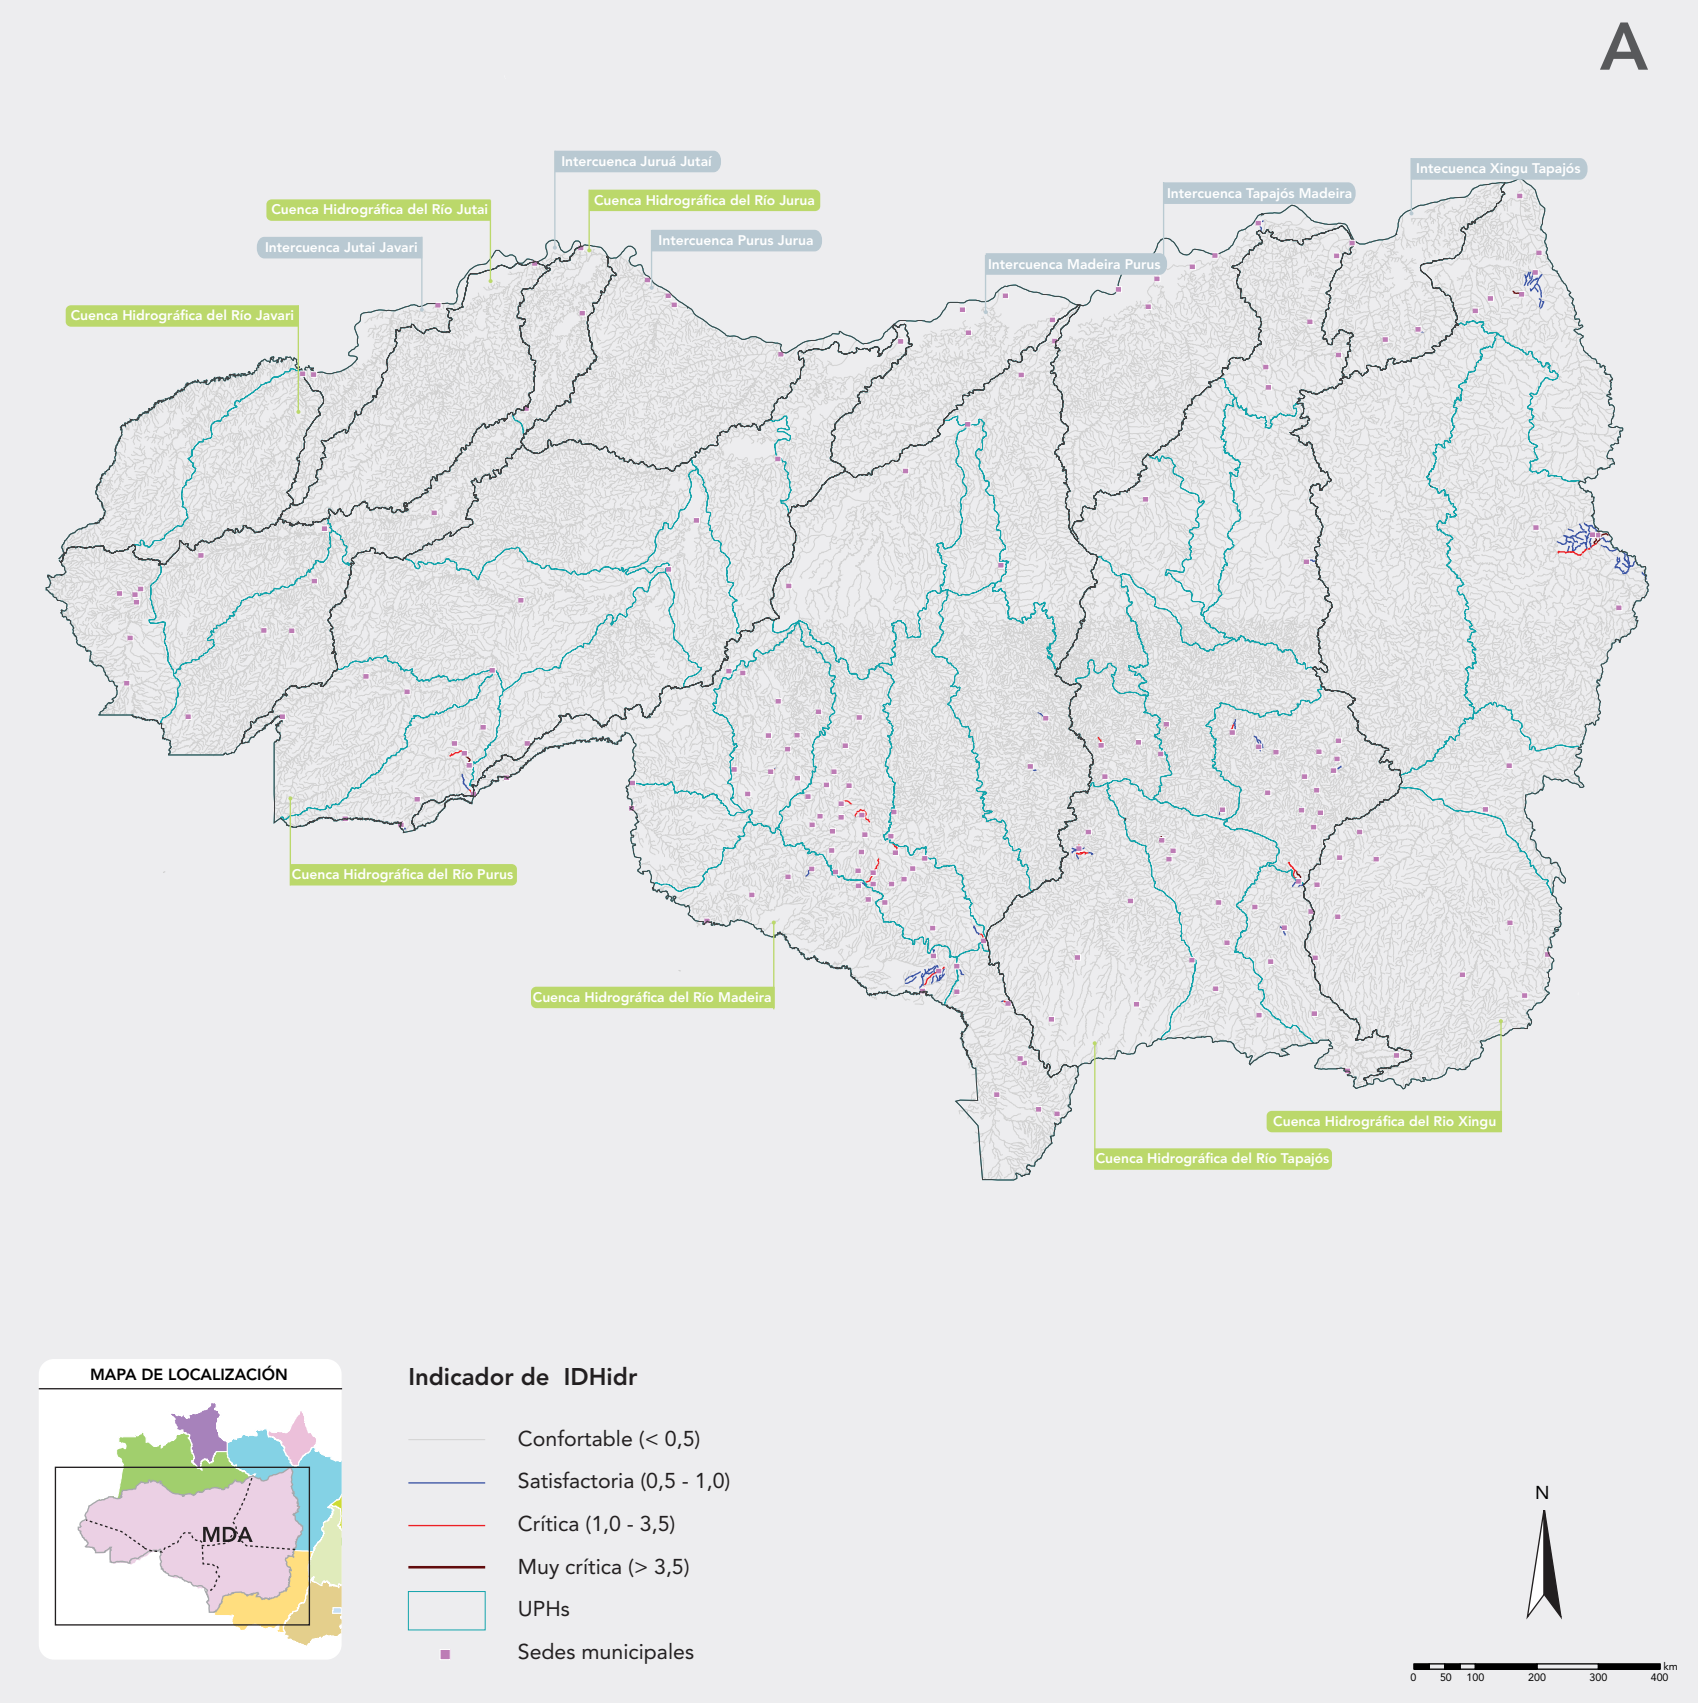 A
Intercuenca Juruá Jutaí
Intecuenca Xingu Tapajós
Intercuenca Tapajós Madeira
Cuenca Hidrográfica del Río Jurua
Cuenca Hidrográfica del Río Jutai
Intercuenca Purus Jurua
Intercuenca Jutai Javari
Intercuenca Madeira Purus
Cuenca Hidrográfica del Río Javari
Cuenca Hidrográfica del Río Purus
Cuenca Hidrográfica del Río Madeira
Cuenca Hidrográfica del Rio Xingu
Cuenca Hidrográfica del Río Tapajós
MAPA DE LOCALIZACIÓN
MDA
Indicador de IDHidr
Confortable (< 0,5)
Satisfactoria (0,5 - 1,0)
Crítica (1,0 - 3,5)
Muy crítica (> 3,5)
UPHs
Sedes municipales
N
km
0 50 100 200 300 400